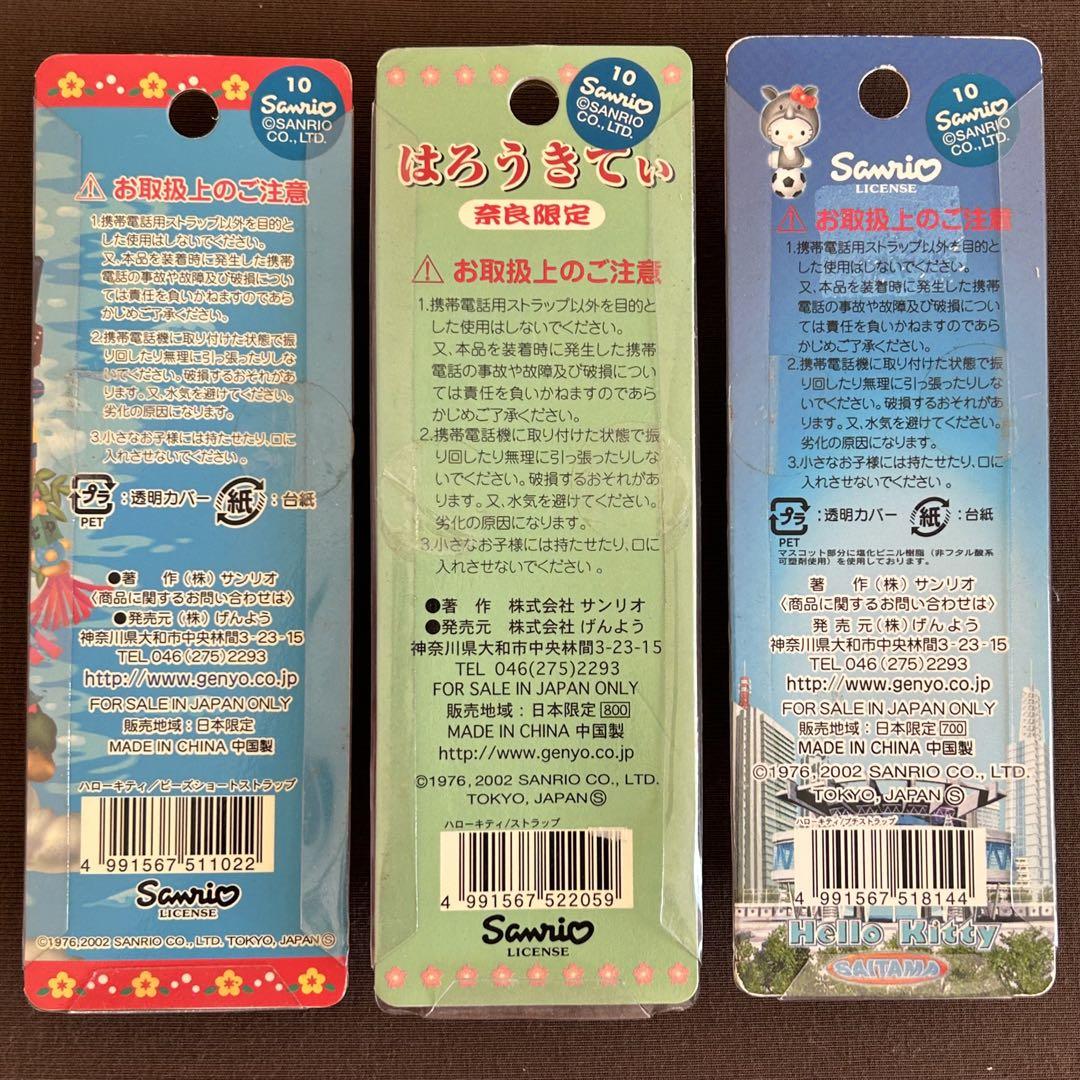 10
Sanrio
©SANRIO
CO., LTD.
お取扱上のご注意
1.携帯電話用ストラップ以外を目的と
した使用はしないでください。
又、本品を装着時に発生した携帯
電話の事故や故障及び破損につい
ては責任を負いかねますのであら
かじめご了承ください。
2.携帯電話機に取り付けた状態で振
り回したり無理に引っ張ったりしな
いでください。破損するおそれがあ
ります。又、水気を避けてください。
劣化の原因になります。
3.小さなお子様には持たせたり、口に
入れさせないでください。
プラ
PET
:透明カバー
紙
:台紙
●著 作(株)サンリオ
〈商品に関するお問い合わせは〉
●発売元(株)げんよう
神奈川県大和市中央林間3-23-15
TEL 046(275)2293
http://www.genyo.co.jp
FOR SALE IN JAPAN ONLY
販売地域:日本限定
MADE IN CHINA 中国製
ハローキティ/ビーズショートストラップ
4 991567 511022
Sanrio
LICENSE
©1976,2002 SANRIO CO., LTD. TOKYO, JAPAN Ⓢ
10
Sanrio
©SANRIO
CO., LTD.
はろうきてぃ
奈良限定
お取扱上のご注意
1.携帯電話用ストラップ以外を目的と
した使用はしないでください。
又、本品を装着時に発生した携帯
電話の事故や故障及び破損につい
ては責任を負いかねますのであら
かじめご了承ください。
2.携帯電話機に取り付けた状態で振
り回したり無理に引っ張ったりしな
いでください。破損するおそれがあ
ります。又、水気を避けてください。
劣化の原因になります。
3.小さなお子様には持たせたり、口に
入れさせないでください。
●著 作 株式会社 サンリオ
●発売元 株式会社 げんよう
神奈川県大和市中央林間3-23-15
TEL 046(275)2293
FOR SALE IN JAPAN ONLY
販売地域:日本限定 800
MADE IN CHINA 中国製
http://www.genyo.co.jp
©1976, 2002 SANRIO CO., LTD.
TOKYO, JAPAN Ⓢ
ハローキティ/ストラップ
4 991567 522059
Sanrio
LICENSE
10
Sanrio
©SANRIO
CO., LTD.
Sanrio
LICENSE
お取扱上のご注意
1.携帯電話用ストラップ以外を目的と
した使用はしないでください。
又、本品を装着時に発生した携帯
電話の事故や故障及び破損につい
ては責任を負いかねますのであら
かじめご了承ください。
2.携帯電話機に取り付けた状態で振
り回したり無理に引っ張ったりしな
いでください。破損するおそれがあ
ります。又、水気を避けてください。
劣化の原因になります。
3.小さなお子様には持たせたり、口に
入れさせないでください。
プラ
PET
:透明カバー
紙
:台紙
マスコット部分に塩化ビニル樹脂(非フタル酸系
可塑剤使用)を使用しております。
著 作(株)サンリオ
〈商品に関するお問い合わせは〉
発売元(株)げんよう
神奈川県大和市中央林間3-23-15
TEL 046(275)2293
http://www.genyo.co.jp
FOR SALE IN JAPAN ONLY
販売地域:日本限定 700
MADE IN CHINA 中国製
©1976, 2002 SANRIO CO., LTD.
TOKYO, JAPAN Ⓢ
ハローキティ/プチストラップ
4 991567 518144
Hello Kitty
SAITAMA